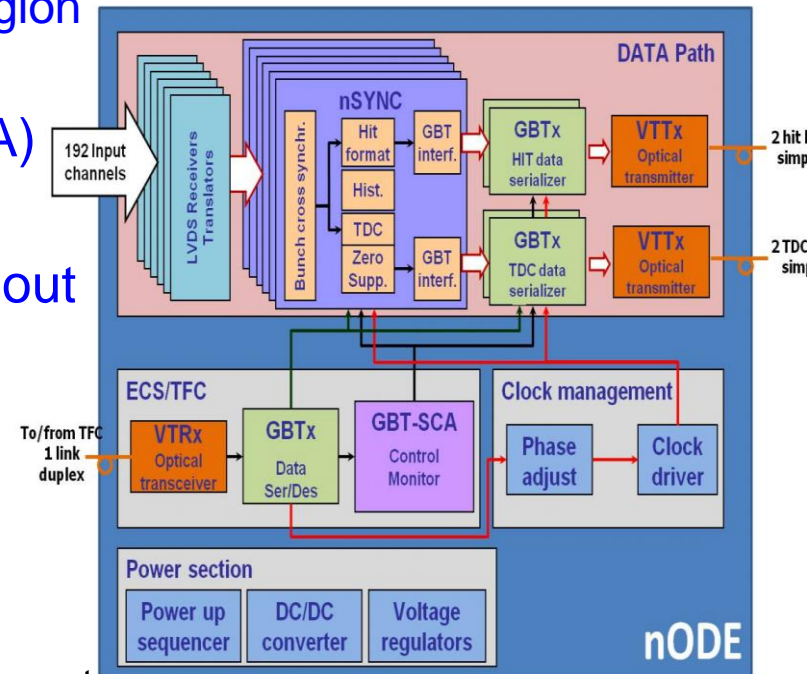 gion
A)
out
DATA Path
192 Input
channels
LVDS Receivers
Translators
nSYNC
Bunch cross synchr.
Hit
format
Hist.
TDC
Zero
Supp.
GBT
interf.
GBT
interf.
GBTx
HIT data
serializer
GBTx
TDC data
serializer
VTTx
Optical
transmitter
VTTx
Optical
transmitter
2 hit
simp
2 TDC
simp
ECS/TFC
To/from TFC
1 link
duplex
VTRx
Optical
transceiver
GBTx
Data
Ser/Des
GBT-SCA
Control
Monitor
Clock management
Phase
adjust
Clock
driver
Power section
Power up
sequencer
DC/DC
converter
Voltage
regulators
nODE